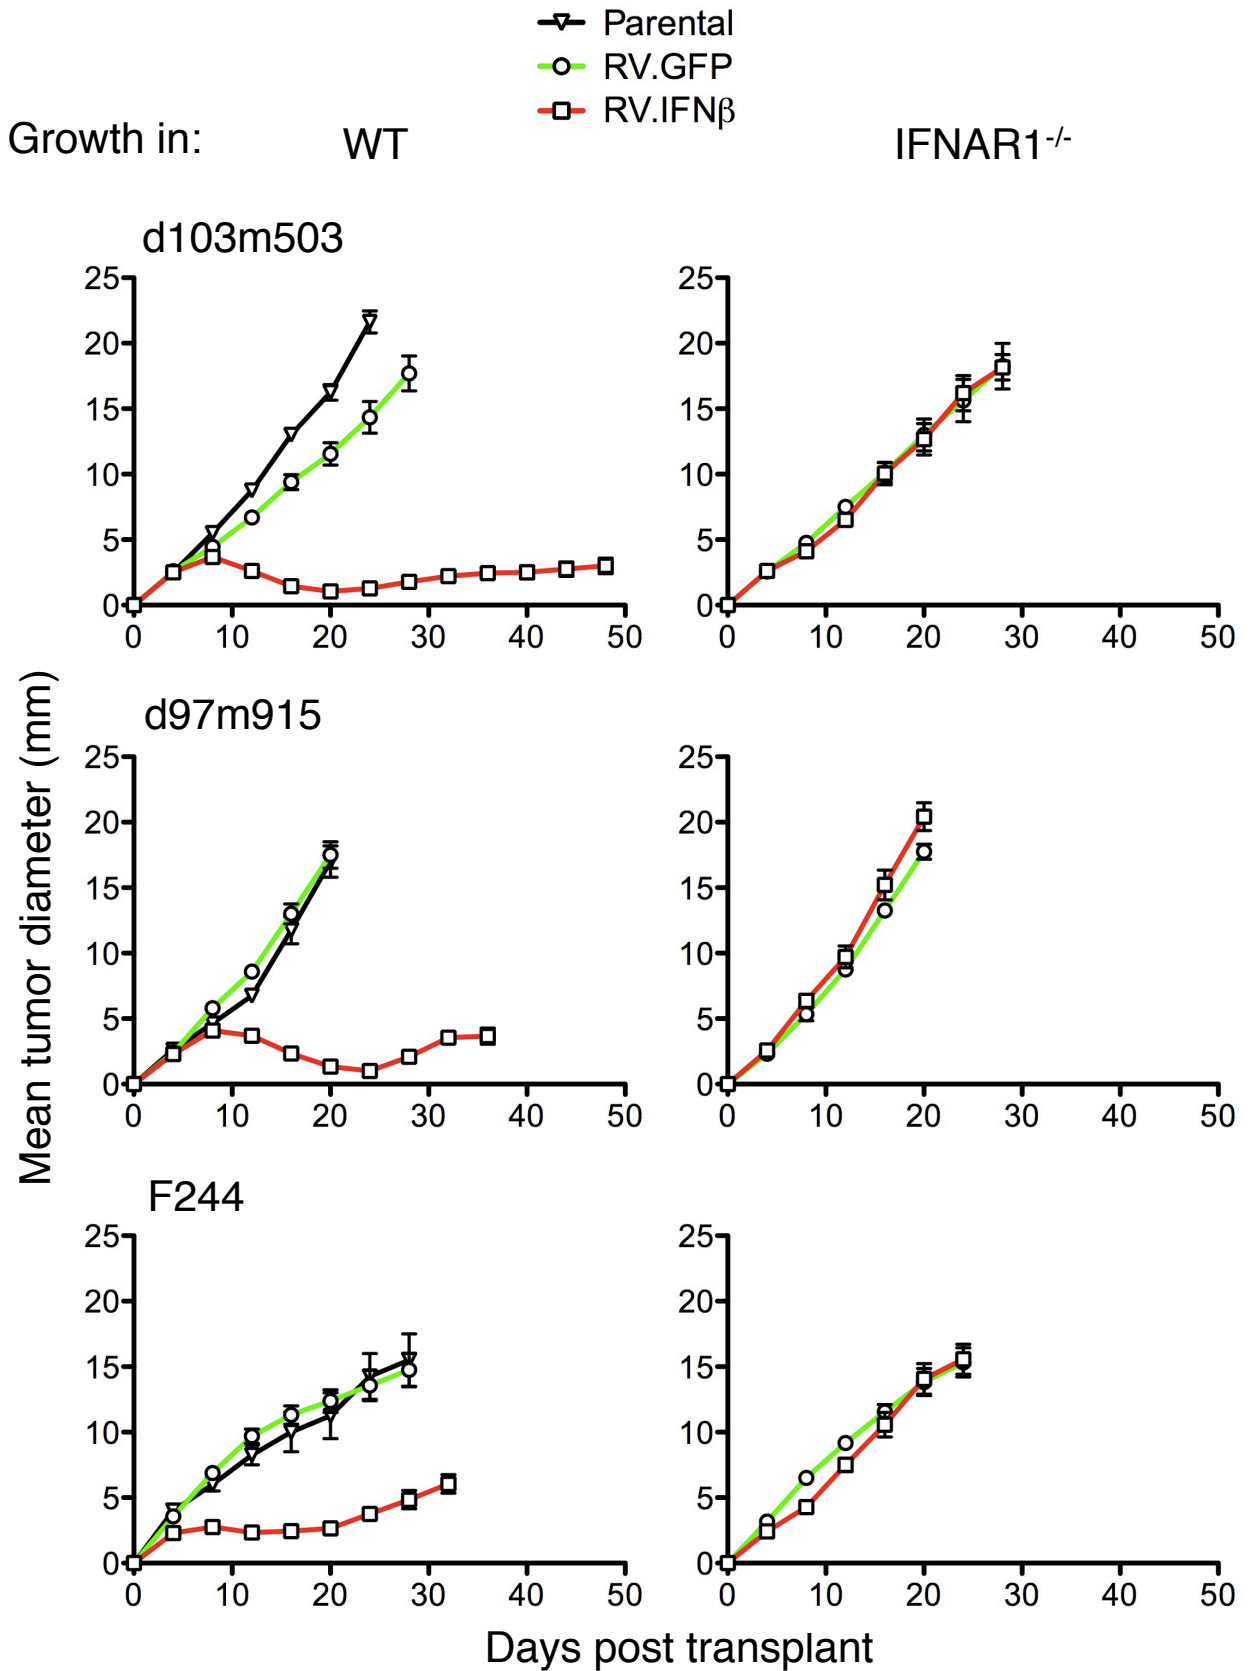 Parental
RV.GFP
RV.IFNβ
Growth in: WT IFNAR1-/-
d103m503
25 25
20 20
15 15
10 10
5 5
0 0
0 10 20 30 40 50 0 10 20 30 40 50
d97m915
25 25
20 20
15 15
10 10
5 5
0 0
0 10 20 30 40 50 0 10 20 30 40 50
Mean tumor diameter (mm)
F244
25 25
20 20
15 15
10 10
5 5
0 0
0 10 20 30 40 50 0 10 20 30 40 50
Days post transplant